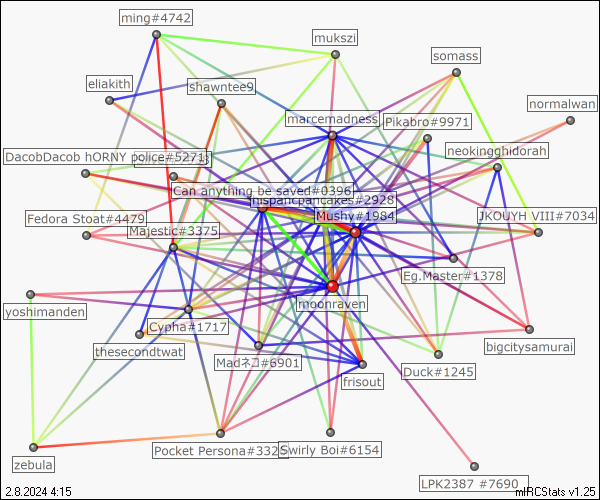 ming#4742
mukszi
somass
eliakith
shawntee9
normalwan
marcemadness
Pikabro#9971
neokingghidorah
DacobDacob hORNY police#5271
Can anything be saved#0396
hispancpancakes#2928
Mushy#1984
JKOUYH VIII#7034
Fedora Stoat#4479
Majestic#3375
Eg.Master#1378
moonraven
yoshimanden
Cypha#1717
thesecondtwat
bigcitysamurai
Madネコ#6901
Duck#1245
frisout
Pocket Persona#332
Swirly Boi#6154
zebula
LPK2387 #7690
2.8.2024 4:15
mIRCStats v1.25